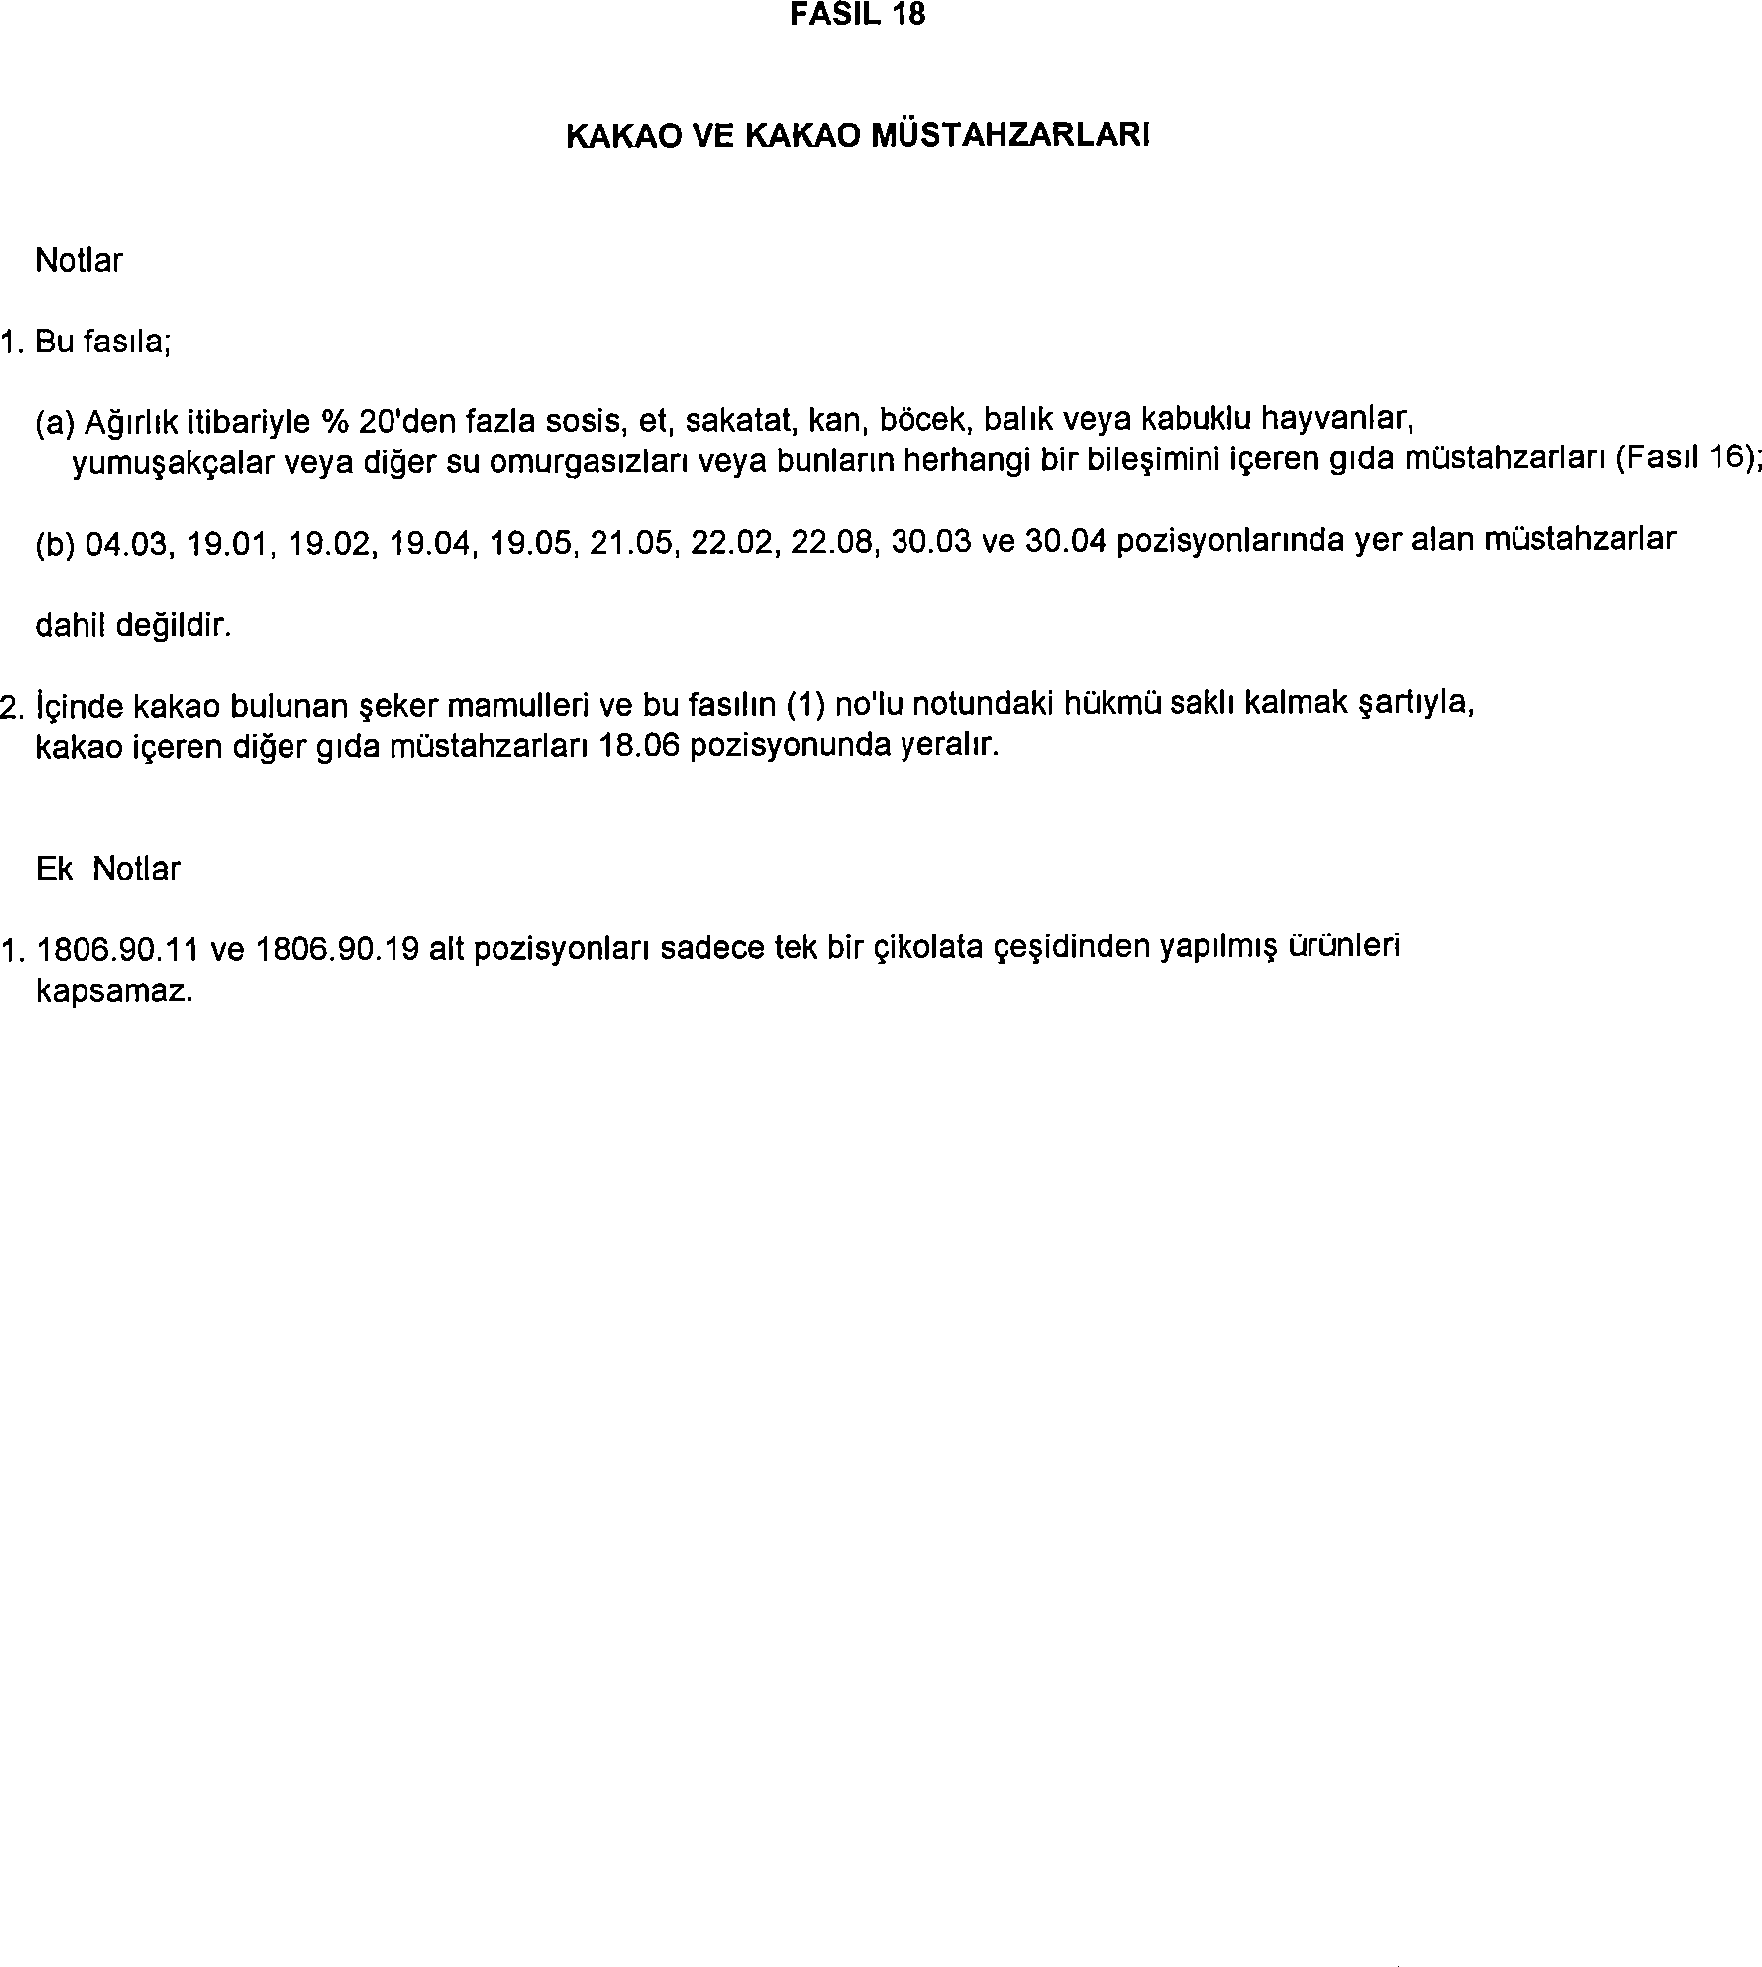 FASIL 18
KAKAO VE KAKAO MÜSTAHZARLARI
Notlar
1. Bu fasıla;
(a) Ağırlık itibariyle % 20'den fazla sosis, et, sakatat, kan, böcek, balık veya kabuklu hayvanlar,
yumuşakçalar veya diğer su omurgasızları veya bunların herhangi bir bileşimini içeren gıda müstahzarları (Fasıl 16);
(b) 04.03, 19.01, 19.02, 19.04, 19.05, 21.05, 22.02, 22.08, 30.03 ve 30.04 pozisyonlarında yer alan müstahzarlar
dahil değildir.
2. İçinde kakao bulunan şeker mamulleri ve bu fasılın (1) no'lu notundaki hükmü saklı kalmak şartıyla,
kakao içeren diğer gıda müstahzarları 18.06 pozisyonunda yeralır.
Ek Notlar
1. 1806.90.11 ve 1806.90.19 alt pozisyonları sadece tek bir çikolata çeşidinden yapılmış ürünleri
kapsamaz.